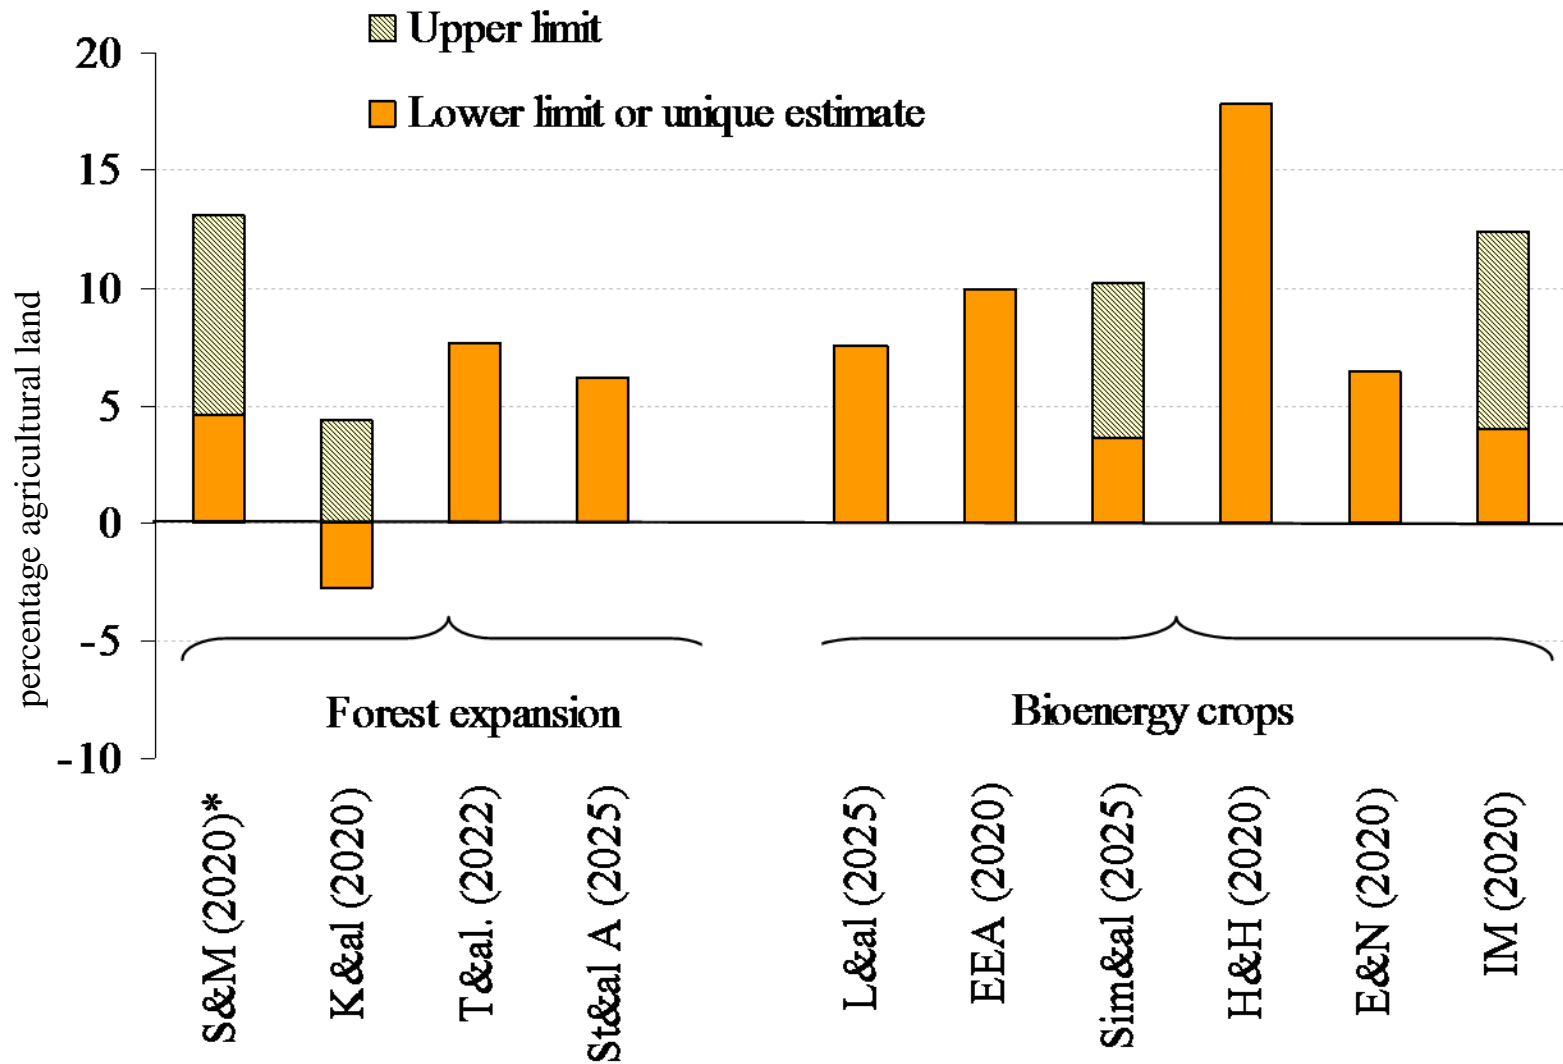 Upper limit
Lower limit or unique estimate
20
15
10
5
0
-5
-10
percentage agricultural land
Forest expansion
Bioenergy crops
S&M (2020)*
K&al (2020)
T&al. (2022)
St&al A (2025)
L&al (2025)
EEA (2020)
Sim&al (2025)
H&H (2020)
E&N (2020)
IM (2020)